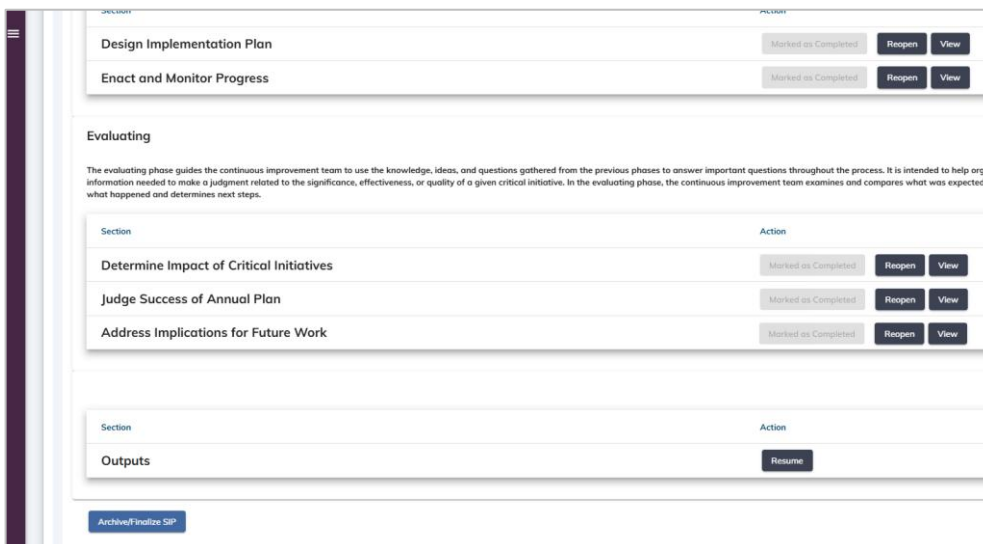 Section Action
Design Implementation Plan Marked as Completed Reopen View
Enact and Monitor Progress Marked as Completed Reopen View
Evaluating
The evaluating phase guides the continuous improvement team to use the knowledge, ideas, and questions gathered from the previous phases to answer important questions throughout the process. It is intended to help org
information needed to make a judgment related to the significance, effectiveness, or quality of a given critical initiative. In the evaluating phase, the continuous improvement team examines and compares what was expected
what happened and determines next steps.
Section Action
Determine Impact of Critical Initiatives Marked as Completed Reopen View
Judge Success of Annual Plan Marked as Completed Reopen View
Address Implications for Future Work Marked as Completed Reopen View
Section Action
Outputs Resume
Archive/Finalize SIP